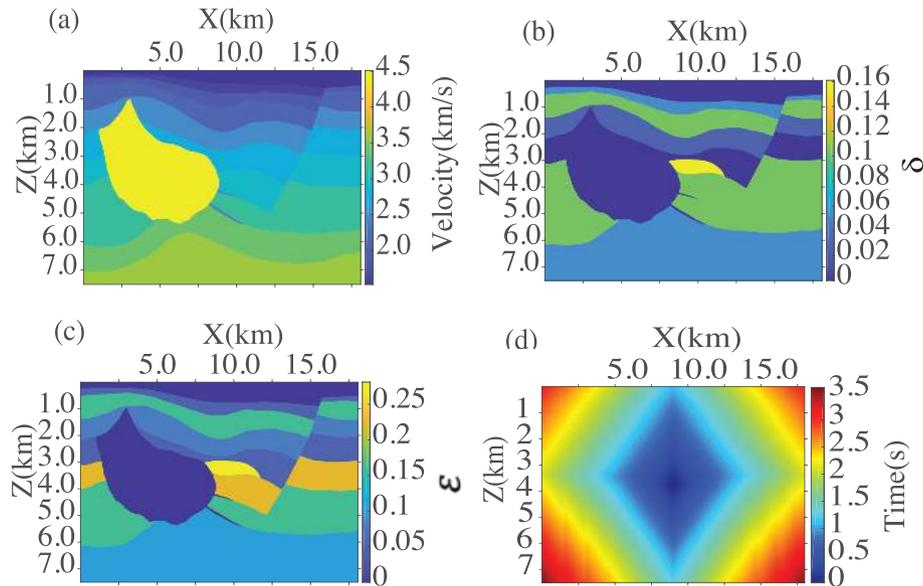 (a)
X(km)
5.0 10.0 15.0
Z(km)
1.0
2.0
3.0
4.0
5.0
6.0
7.0
4.5
4.0
3.5
3.0
2.5
2.0
Velocity(km/s)
(b)
X(km)
5.0 10.0 15.0
Z(km)
1.0
2.0
3.0
4.0
5.0
6.0
7.0
0.16
0.14
0.12
0.1
0.08
0.06
0.04
0.02
0
δ
(c)
X(km)
5.0 10.0 15.0
Z(km)
1.0
2.0
3.0
4.0
5.0
6.0
7.0
0.25
0.2
0.15
0.1
0.05
0
ε
(d)
X(km)
5.0 10.0 15.0
Z(km)
1
2
3
4
5
6
7
3.5
3
2.5
2
1.5
1
0.5
0
Time(s)